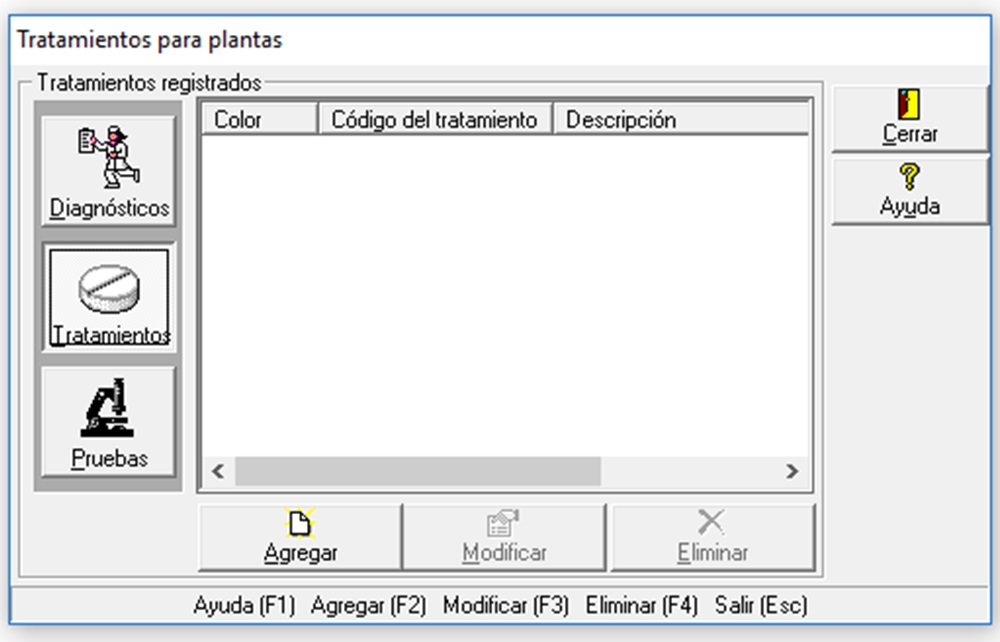 Tratamientos para plantas
Tratamientos registrados
Diagnósticos
Tratamientos
Pruebas
Color Código del tratamiento Descripción
Agregar Modificar Eliminar
Cerrar
Ayuda
Ayuda (F1) Agregar (F2) Modificar (F3) Eliminar (F4) Salir (Esc)